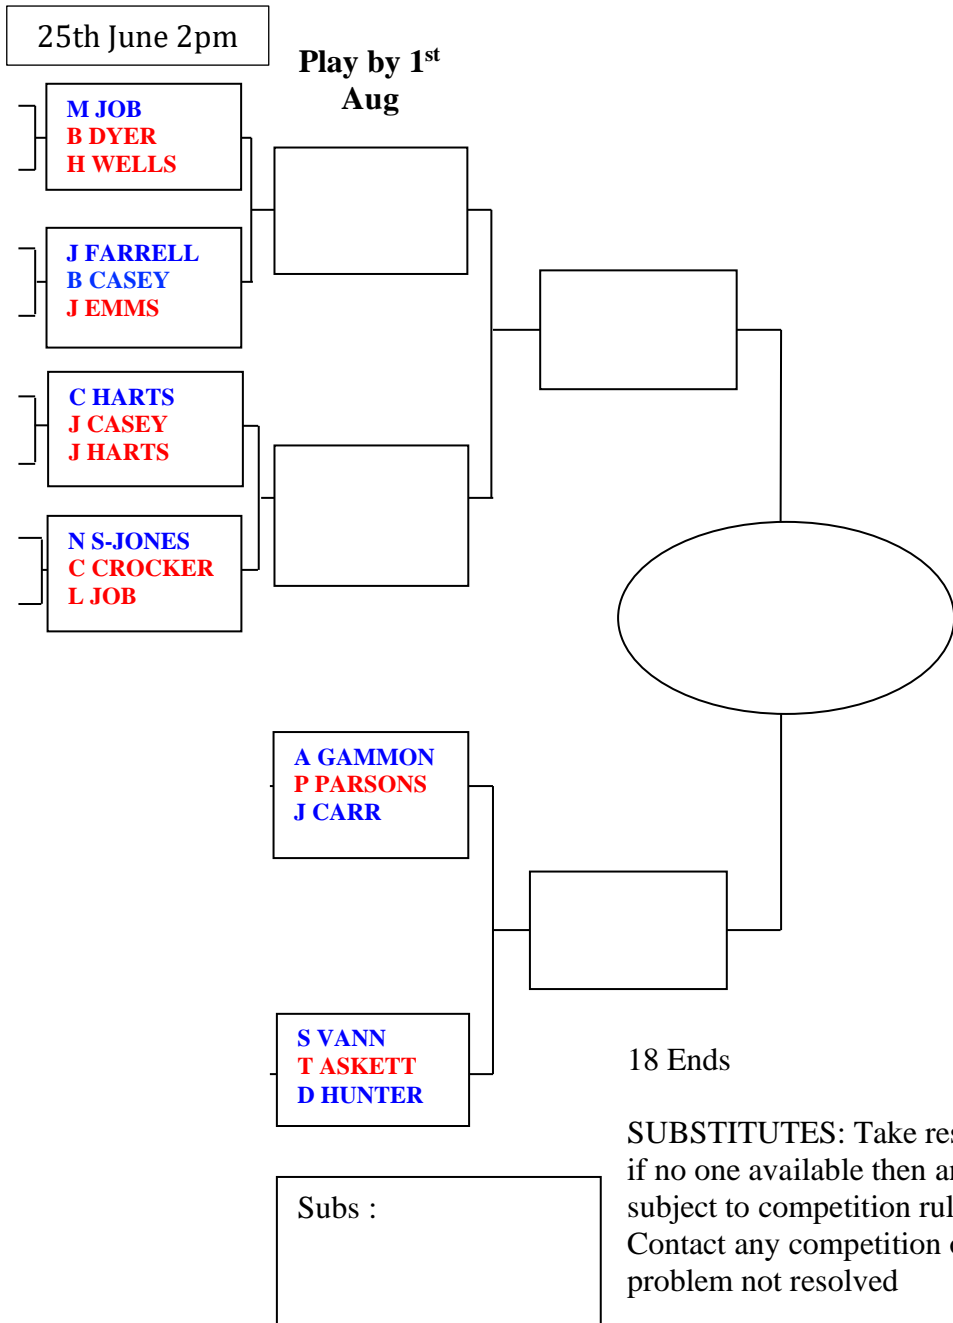 25th June 2pm
Play by 1st
Aug
M JOB
B DYER
H WELLS
J FARRELL
B CASEY
J EMMS
C HARTS
J CASEY
J HARTS
N S-JONES
C CROCKER
L JOB
A GAMMON
P PARSONS
J CARR
S VANN
T ASKETT
D HUNTER
18 Ends
SUBSTITUTES: Take
if no one available then
subject to competition
Contact any competition
problem not resolved
Subs :